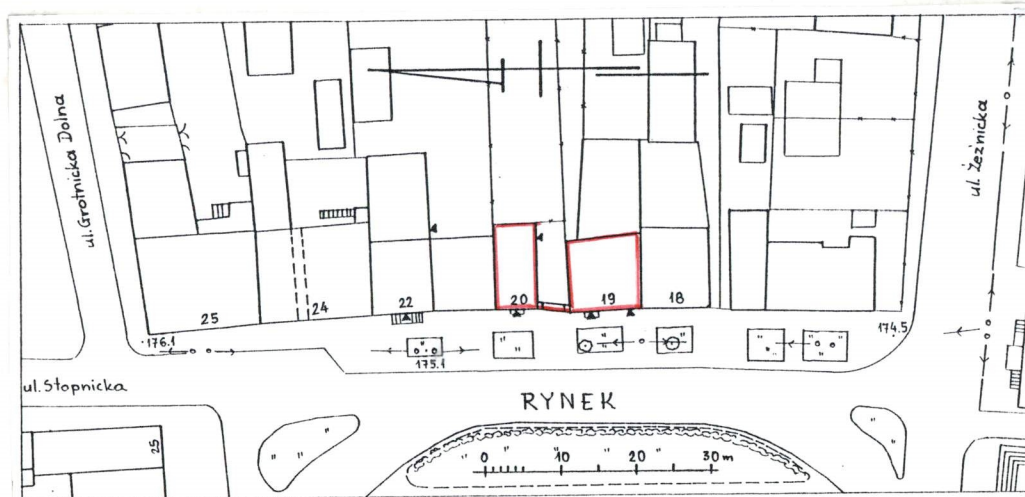 ul. Grotnicka Dolna
ul. Żeźnicka
25
24
22
20
19
18
176.1
175.1
174.5
ul. Stopnicka
RYNEK
25
0 10 20 30 m